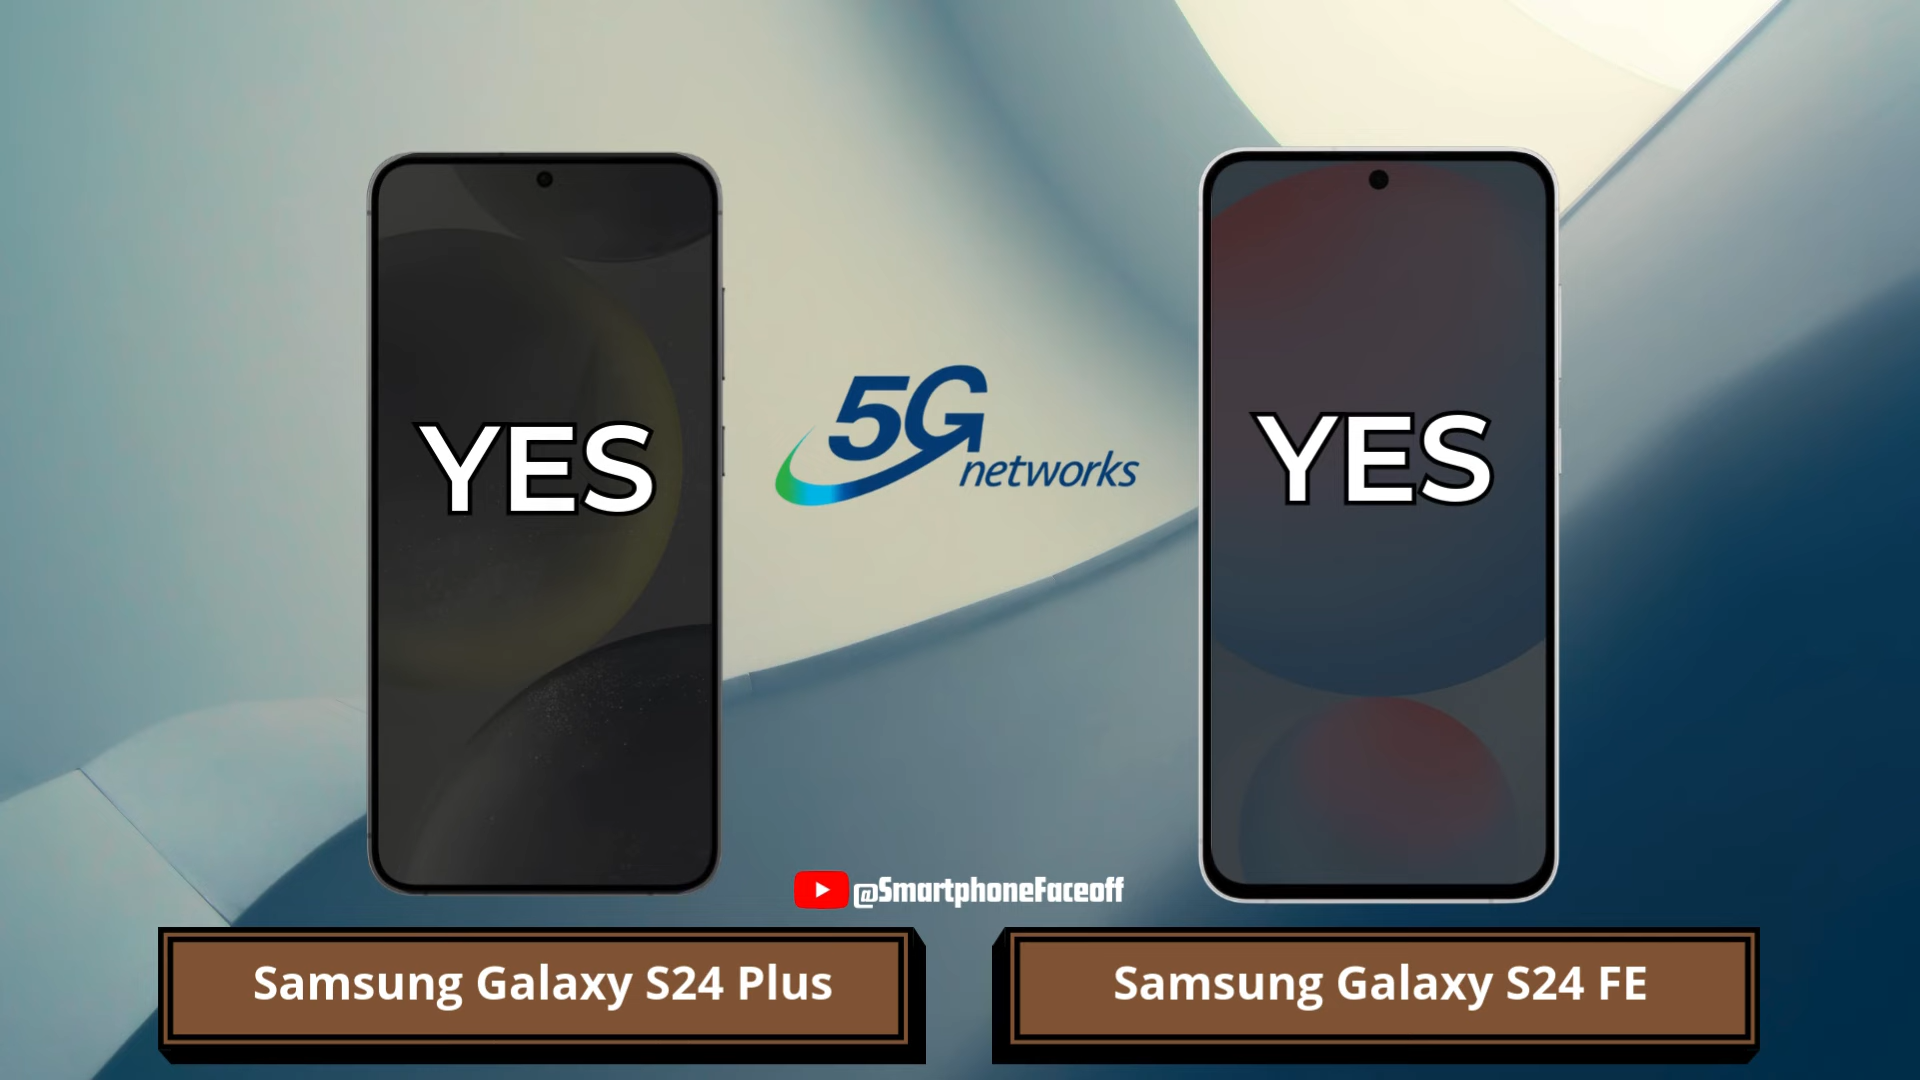 YES
5G
networks
YES
@SmartphoneFaceoff
Samsung Galaxy S24 Plus
Samsung Galaxy S24 FE